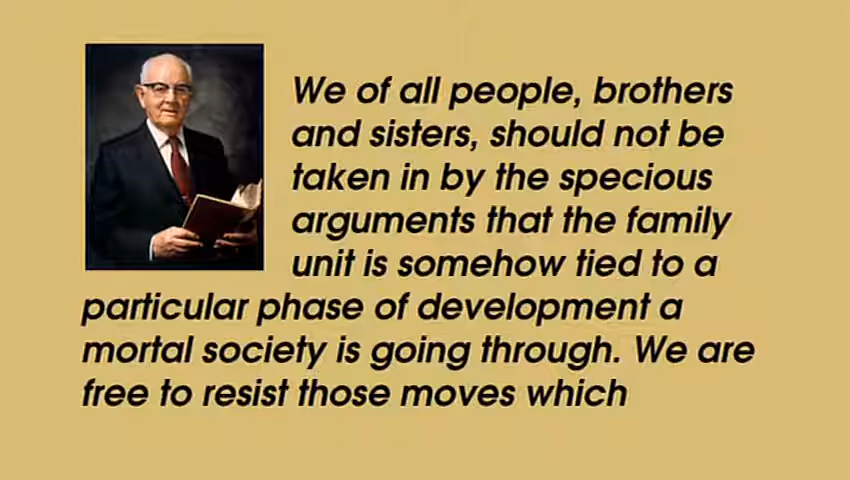 We of all people, brothers
and sisters, should not be
taken in by the specious
arguments that the family
unit is somehow tied to a
particular phase of development a
mortal society is going through. We are
free to resist those moves which